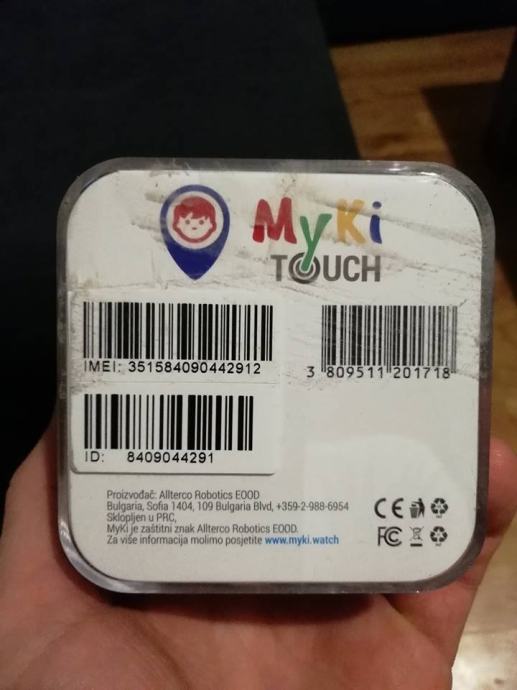 MyKi
TOUCH
IMEI: 351584090442912
3 809511 201718
ID: 8409044291
Proizvođač: Allterco Robotics EOOD
Bulgaria, Sofia 1404, 109 Bulgaria Blvd, +359-2-988-6954
Sklopljen u PRC,
MyKi je zaštitni znak Allterco Robotics EOOD.
Za više informacija molimo posjetite www.myki.watch
CE
FC